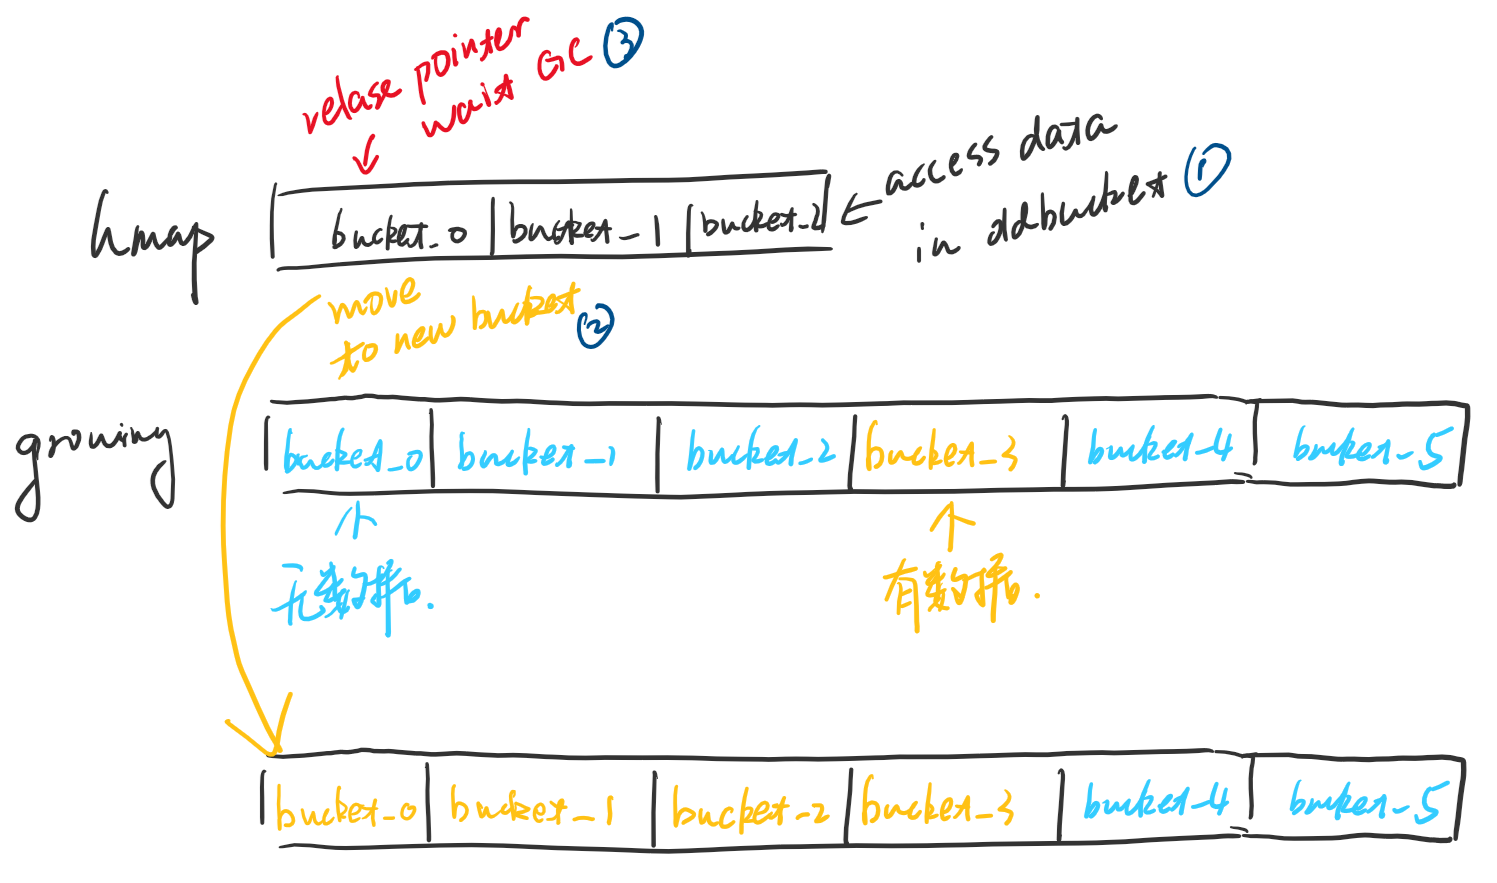 relase pointer
wait GC ③
access data
in oldbucket ①
hmap
bucket_0 bucket_1 bucket_2
move
to new bucket ②
growing
bucket_0 bucket_1 bucket_2 bucket_3 bucket_4 bucket_5
无数据.
有数据.
bucket_0 bucket_1 bucket_2 bucket_3 bucket_4 bucket_5